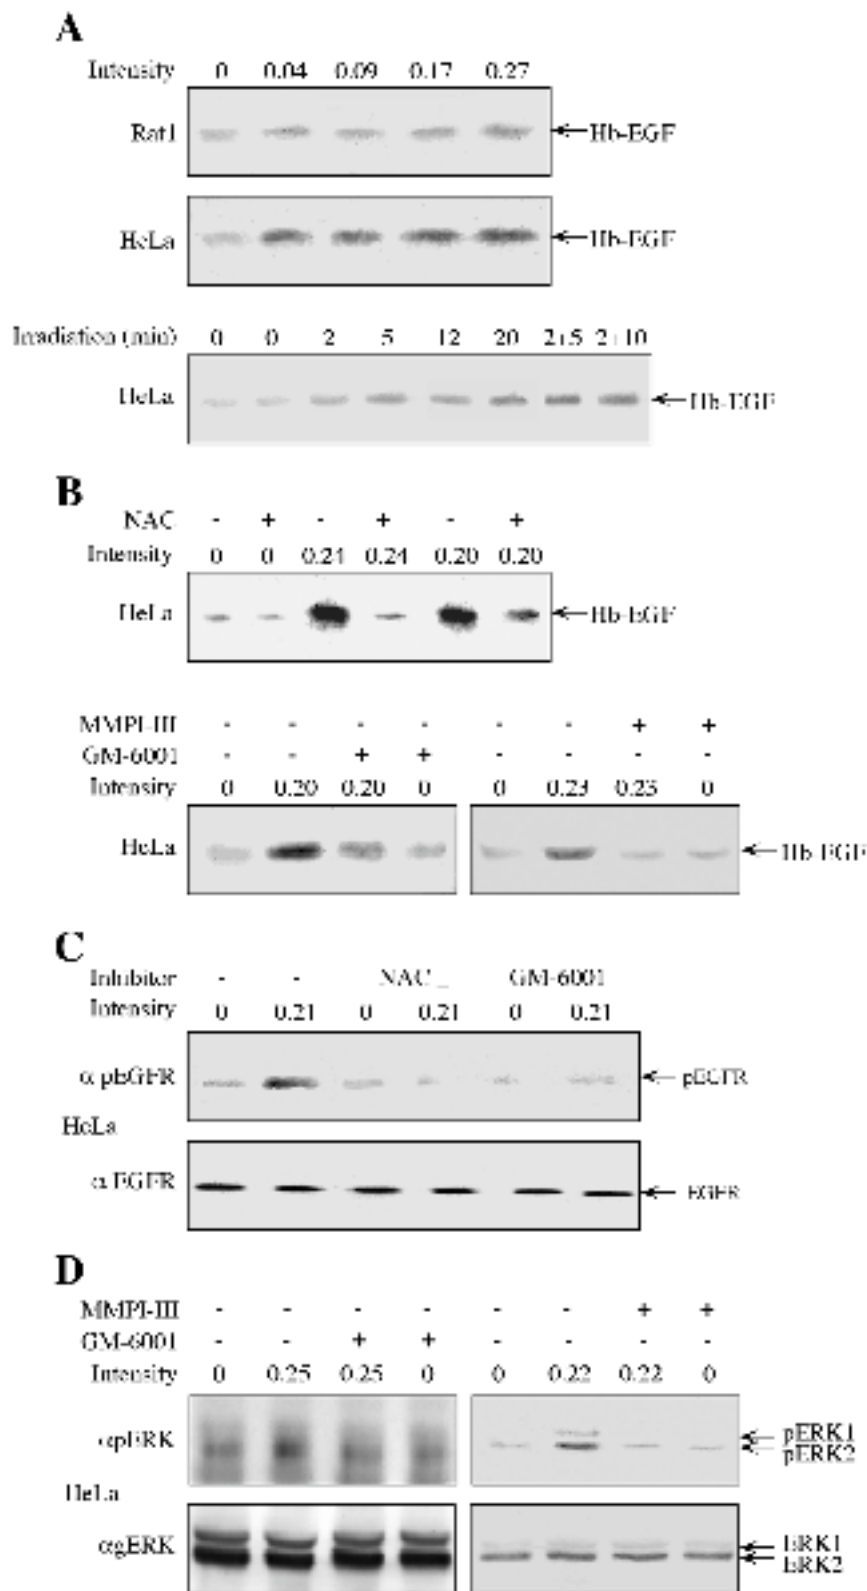 A
Intensity 0 0.04 0.09 0.17 0.27
Rat1 Hb-EGF
HeLa Hb-EGF
Irradiation (min) 0 0 2 5 12 20 2+5 2+10
HeLa Hb-EGF
B
NAC - + - + - +
Intensity 0 0 0.24 0.24 0.20 0.20
HeLa Hb-EGF
MMPI-III - - - - - - + +
GM-6001 - - + + - - - -
Intensity 0 0.20 0.20 0 0 0.23 0.23 0
HeLa Hb-EGF
C
Inhibitor - - NAC _ GM-6001
Intensity 0 0.21 0 0.21 0 0.21
α pEGFR pEGFR
HeLa
α EGFR EGFR
D
MMPI-III - - - - - - + +
GM-6001 - - + + - - - -
Intensity 0 0.25 0.25 0 0 0.22 0.22 0
αpERK pERK1
pERK2
HeLa
αgERK ERK1
ERK2